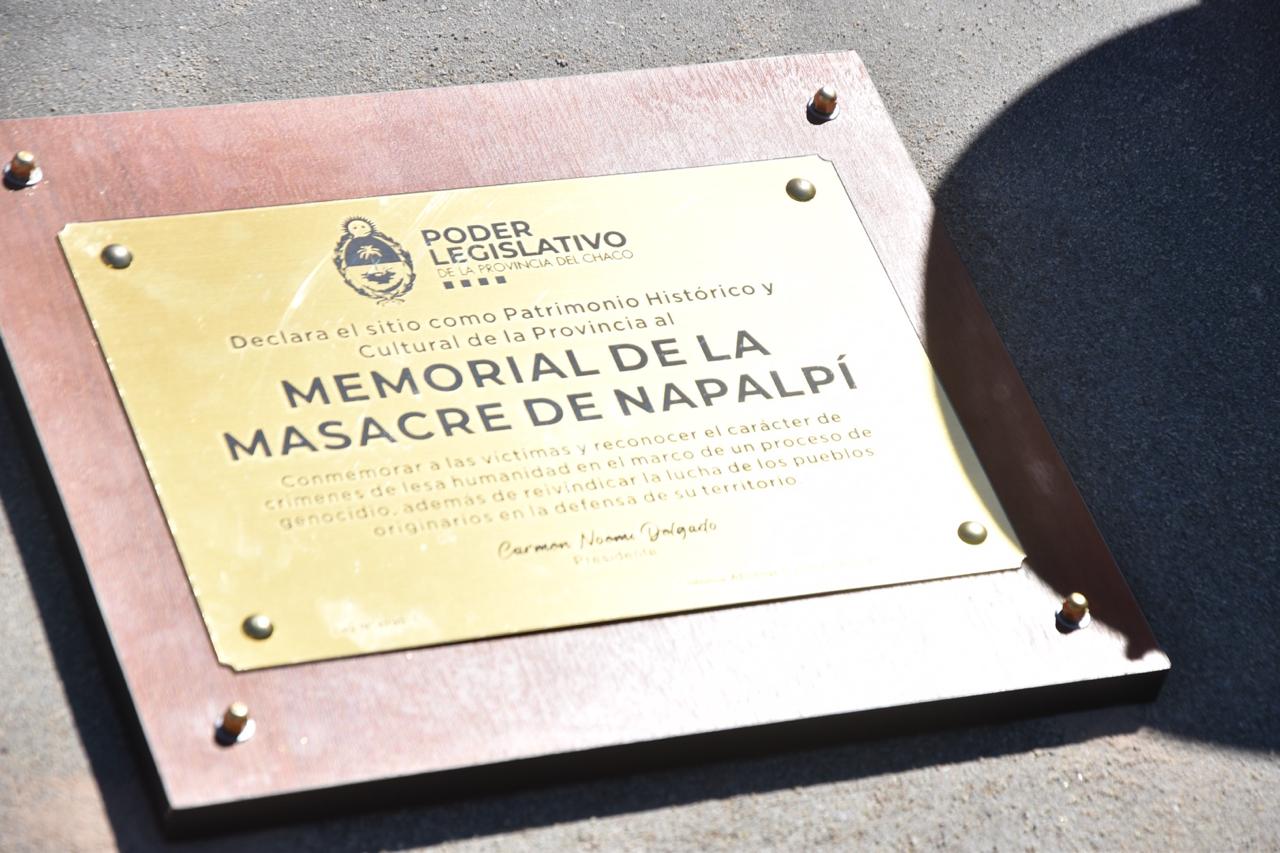 PODER
LEGISLATIVO
DE LA PROVINCIA DEL CHACO
Declara el sitio como Patrimonio Histórico y
Cultural de la Provincia al
MEMORIAL DE LA
MASACRE DE NAPALPÍ
Conmemorar a las víctimas y reconocer el carácter de
crímenes de lesa humanidad en el marco de un proceso de
genocidio, además de reivindicar la lucha de los pueblos
originarios en la defensa de su territorio.
Carmen Noemi Delgado
Presidenta